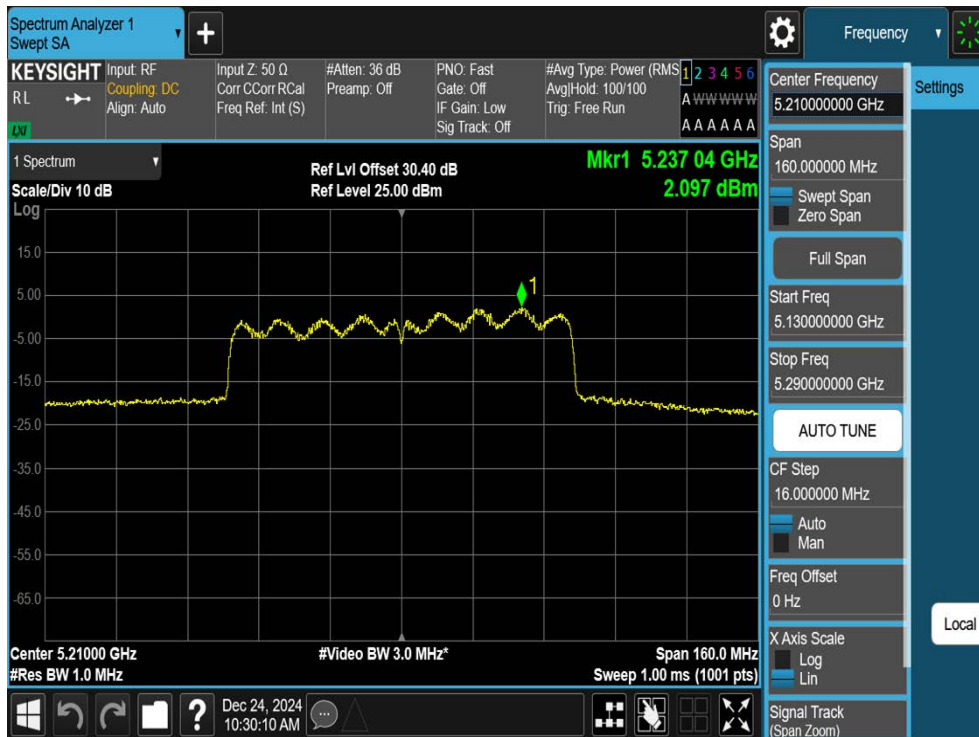 Spectrum Analyzer 1
Swept SA
+
Frequency
KEYSIGHT
RL
LXI
Input: RF
Coupling: DC
Align: Auto
Input Z: 50 Ω
Corr CCorr RCal
Freq Ref: Int (S)
#Atten: 36 dB
Preamp: Off
PNO: Fast
Gate: Off
IF Gain: Low
Sig Track: Off
#Avg Type: Power (RMS
Avg|Hold: 100/100
Trig: Free Run
1 2 3 4 5 6
A W W W W W
A A A A A A
1 Spectrum
Scale/Div 10 dB
Ref Lvl Offset 30.40 dB
Ref Level 25.00 dBm
Mkr1 5.237 04 GHz
2.097 dBm
Log
15.0
5.00
-5.00
-15.0
-25.0
-35.0
-45.0
-55.0
-65.0
1
Center 5.21000 GHz
#Res BW 1.0 MHz
#Video BW 3.0 MHz*
Span 160.0 MHz
Sweep 1.00 ms (1001 pts)
?
Dec 24, 2024
10:30:10 AM
Center Frequency
5.210000000 GHz
Span
160.000000 MHz
Swept Span
Zero Span
Full Span
Start Freq
5.130000000 GHz
Stop Freq
5.290000000 GHz
AUTO TUNE
CF Step
16.000000 MHz
Auto
Man
Freq Offset
0 Hz
X Axis Scale
Log
Lin
Signal Track
(Span Zoom)
Settings
Local